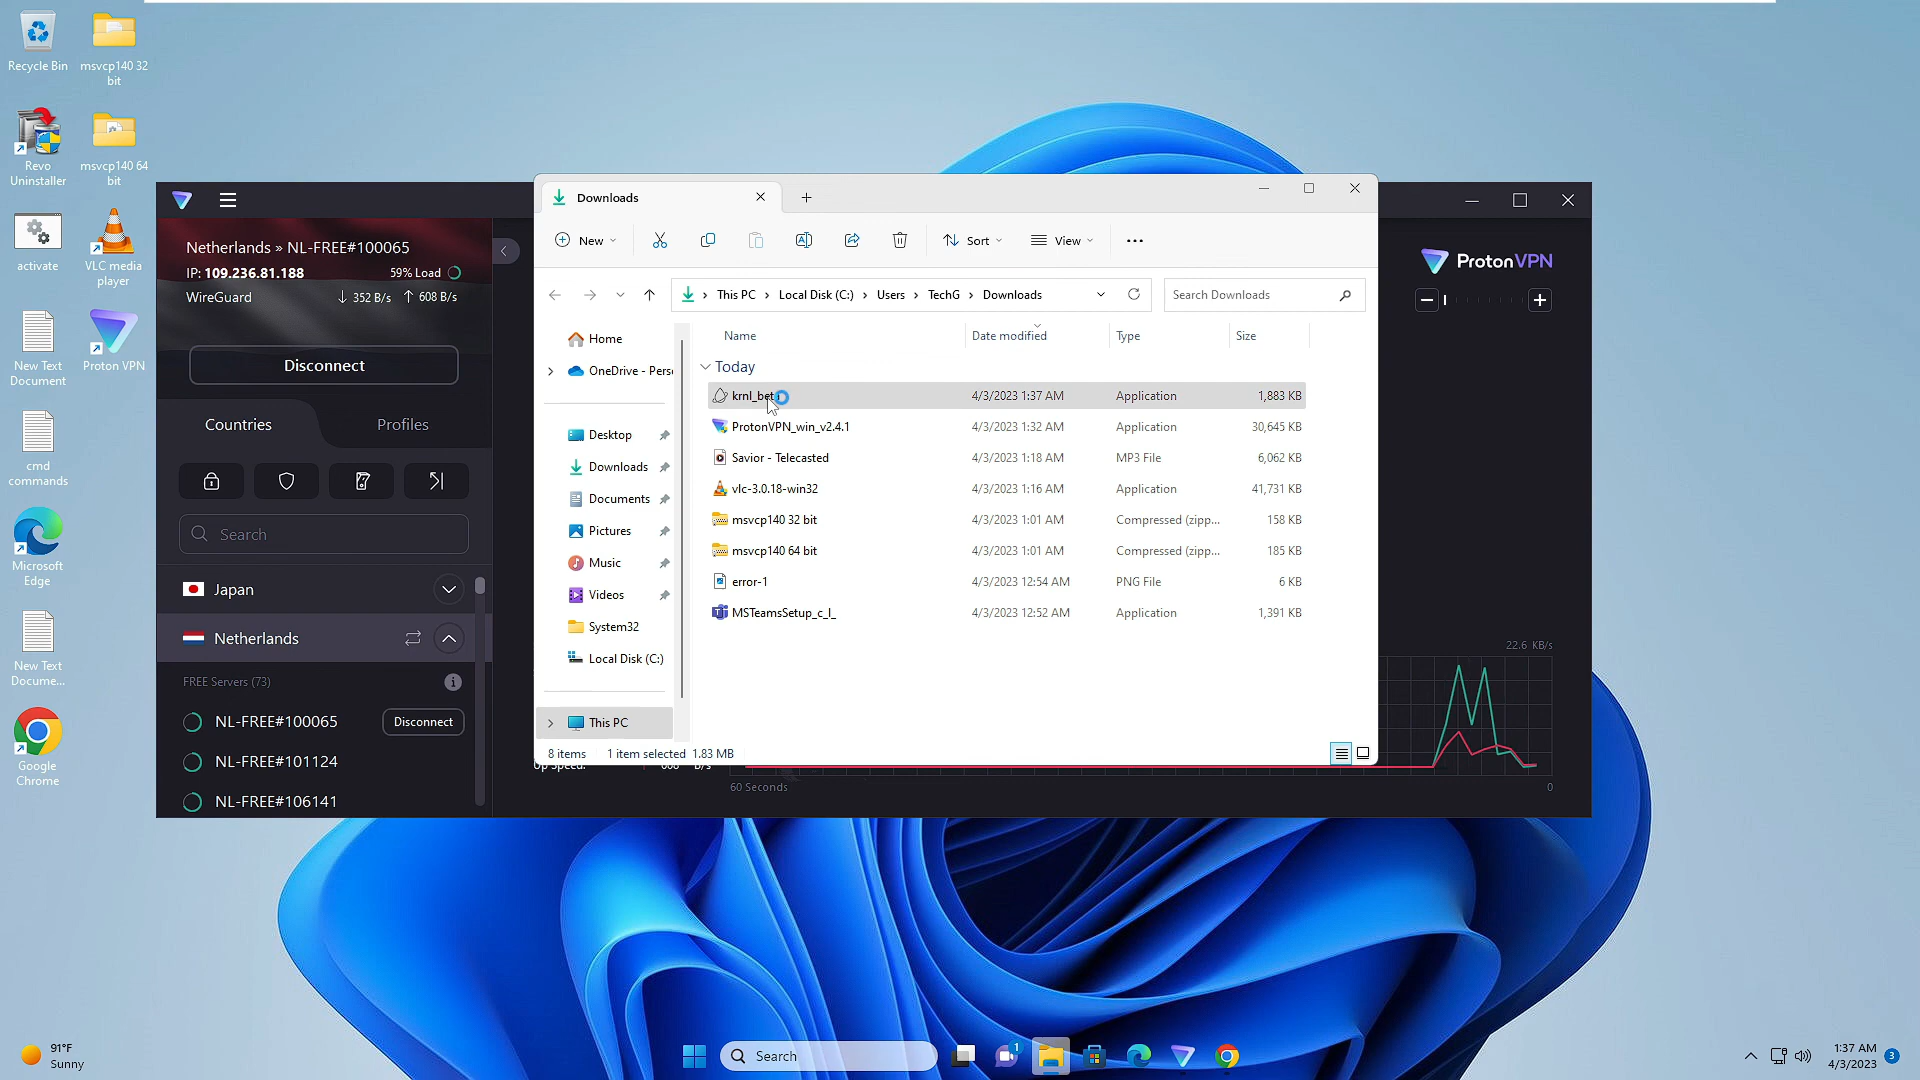 Recycle Bin
msvcp140 32
bit
Revo
Uninstaller
msvcp140 64
bit
activate
VLC media
player
New Text
Document
Proton VPN
cmd
commands
Microsoft
Edge
New Text
Docume...
Google
Chrome
Netherlands » NL-FREE#100065
IP: 109.236.81.188
59% Load
WireGuard
352 B/s
608 B/s
Disconnect
Countries
Profiles
Search
Japan
Netherlands
FREE Servers (73)
NL-FREE#100065
Disconnect
NL-FREE#101124
NL-FREE#106141
Downloads
New
Sort
View
This PC
Local Disk (C:)
Users
TechG
Downloads
Search Downloads
Home
OneDrive - Pers
Desktop
Downloads
Documents
Pictures
Music
Videos
System32
Local Disk (C:)
This PC
Name
Date modified
Type
Size
Today
krnl_bet
4/3/2023 1:37 AM
Application
1,883 KB
ProtonVPN_win_v2.4.1
4/3/2023 1:32 AM
Application
30,645 KB
Savior - Telecasted
4/3/2023 1:18 AM
MP3 File
6,062 KB
vlc-3.0.18-win32
4/3/2023 1:16 AM
Application
41,731 KB
msvcp140 32 bit
4/3/2023 1:01 AM
Compressed (zipp...
158 KB
msvcp140 64 bit
4/3/2023 1:01 AM
Compressed (zipp...
185 KB
error-1
4/3/2023 12:54 AM
PNG File
6 KB
MSTeamsSetup_c_l_
4/3/2023 12:52 AM
Application
1,391 KB
8 items
1 item selected 1.83 MB
ProtonVPN
22.6 KB/s
Up Speed:
608 B/s
60 Seconds
0
91°F
Sunny
Search
1
1:37 AM
4/3/2023
3